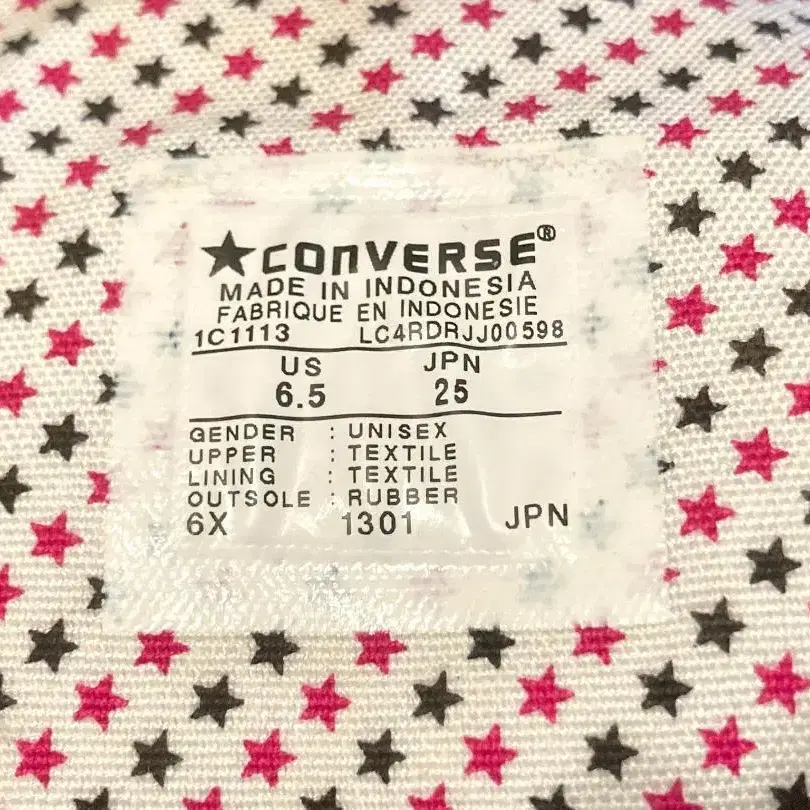 ★CONVERSE®
MADE IN INDONESIA
FABRIQUE EN INDONESIE
1C1113 LC4RDRJJ00598
US JPN
6.5 25
GENDER : UNISEX
UPPER : TEXTILE
LINING : TEXTILE
OUTSOLE : RUBBER
6X 1301 JPN